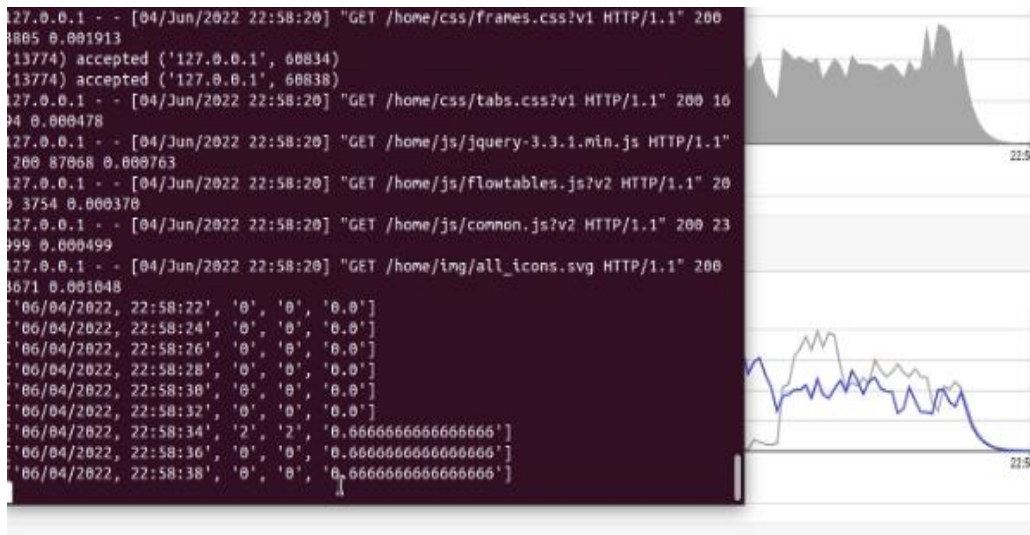 127.0.0.1 - - [04/Jun/2022 22:58:20] "GET /home/css/frames.css?v1 HTTP/1.1" 200
3805 0.001913
(13774) accepted ('127.0.0.1', 60834)
(13774) accepted ('127.0.0.1', 60838)
127.0.0.1 - - [04/Jun/2022 22:58:20] "GET /home/css/tabs.css?v1 HTTP/1.1" 200 16
94 0.000478
127.0.0.1 - - [04/Jun/2022 22:58:20] "GET /home/js/jquery-3.3.1.min.js HTTP/1.1"
200 87068 0.000763
127.0.0.1 - - [04/Jun/2022 22:58:20] "GET /home/js/flowtables.js?v2 HTTP/1.1" 20
0 3754 0.000370
127.0.0.1 - - [04/Jun/2022 22:58:20] "GET /home/js/common.js?v2 HTTP/1.1" 200 23
999 0.000499
127.0.0.1 - - [04/Jun/2022 22:58:20] "GET /home/img/all_icons.svg HTTP/1.1" 200
3671 0.001048
['06/04/2022, 22:58:22', '0', '0', '0.0']
['06/04/2022, 22:58:24', '0', '0', '0.0']
['06/04/2022, 22:58:26', '0', '0', '0.0']
['06/04/2022, 22:58:28', '0', '0', '0.0']
['06/04/2022, 22:58:30', '0', '0', '0.0']
['06/04/2022, 22:58:32', '0', '0', '0.0']
['06/04/2022, 22:58:34', '2', '2', '0.6666666666666666']
['06/04/2022, 22:58:36', '0', '0', '0.6666666666666666']
['06/04/2022, 22:58:38', '0', '0', '0.6666666666666666']
22:5
22:5